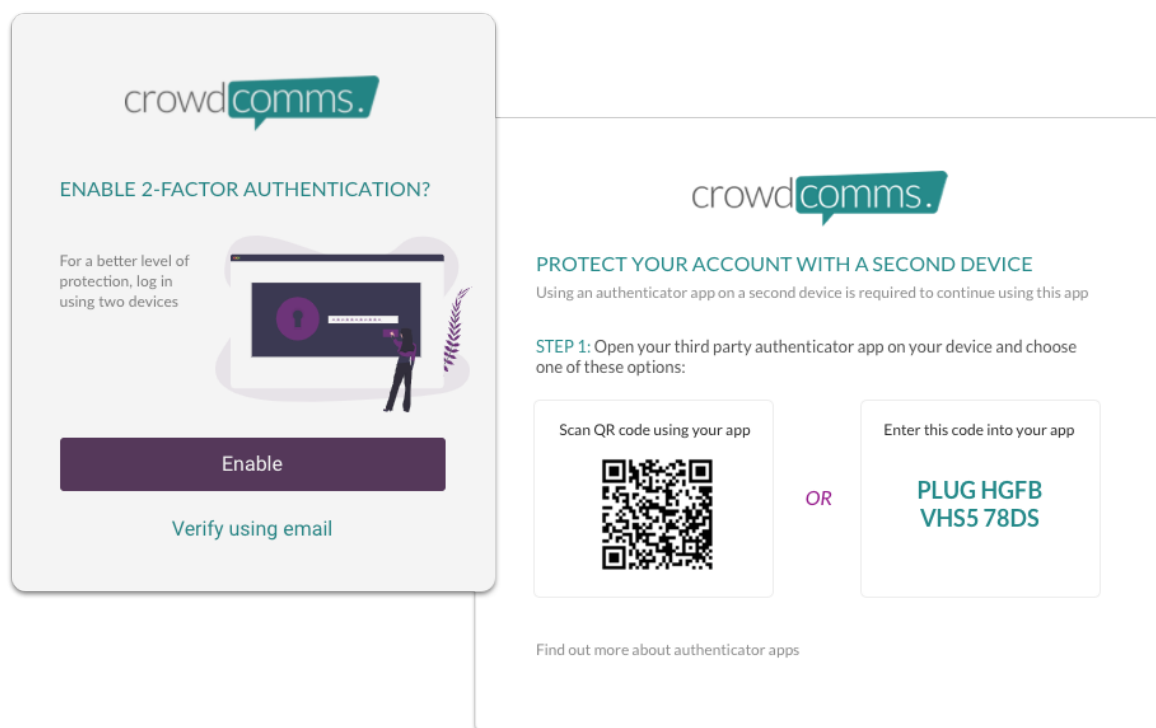 crowdcomms.
ENABLE 2-FACTOR AUTHENTICATION?
For a better level of
protection, log in
using two devices
Enable
Verify using email
crowdcomms.
PROTECT YOUR ACCOUNT WITH A SECOND DEVICE
Using an authenticator app on a second device is required to continue using this app
STEP 1: Open your third party authenticator app on your device and choose
one of these options:
Scan QR code using your app
OR
Enter this code into your app
PLUG HGFB
VHS5 78DS
Find out more about authenticator apps